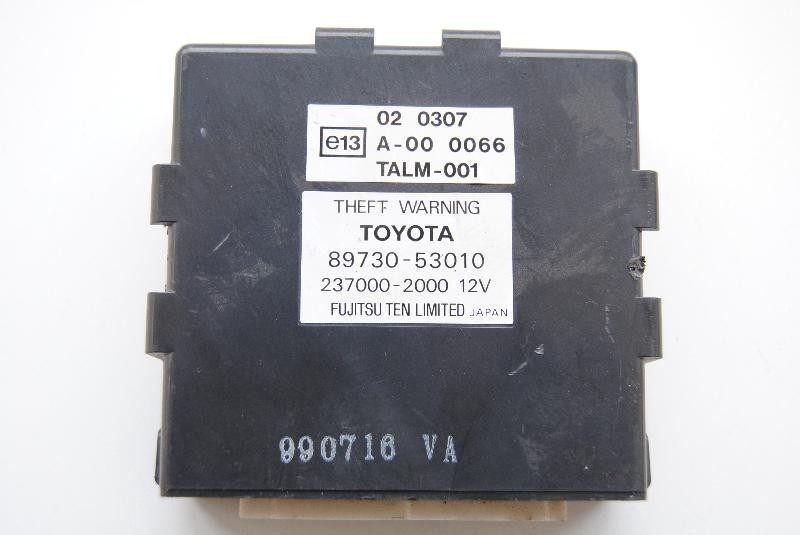 02 0307
e13 A-00 0066
TALM-001
THEFT WARNING
TOYOTA
89730-53010
237000-2000 12V
FUJITSU TEN LIMITED JAPAN
990716 VA